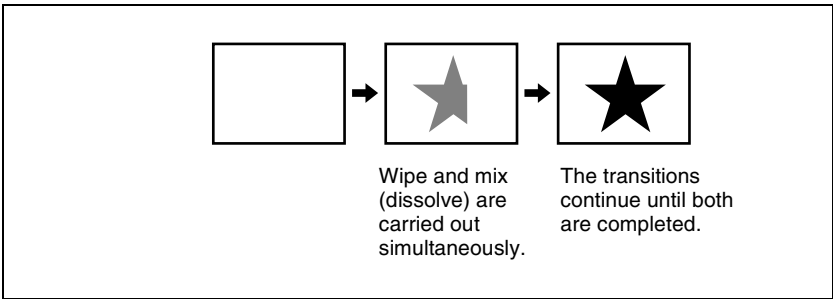 Wipe and mix
(dissolve) are
carried out
simultaneously.
The transitions
continue until both
are completed.